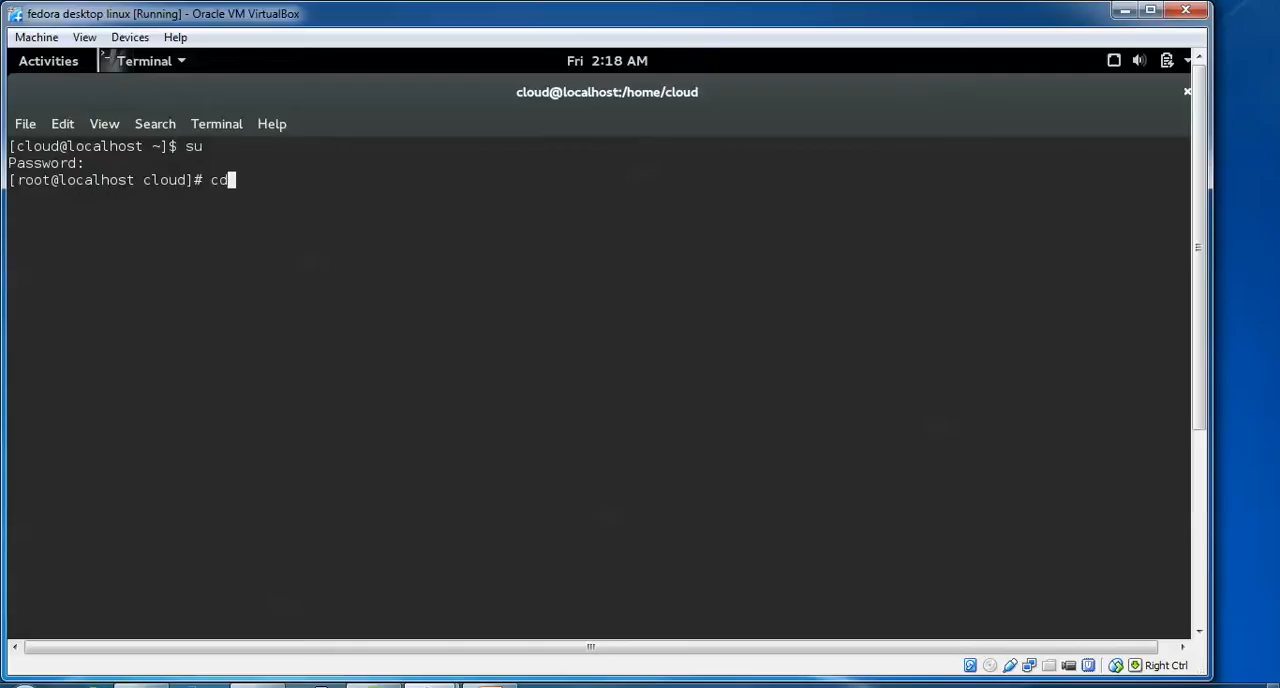 fedora desktop linux [Running] - Oracle VM VirtualBox
Machine View Devices Help
Activities Terminal Fri 2:18 AM
cloud@localhost:/home/cloud
File Edit View Search Terminal Help
[cloud@localhost ~]$ su
Password:
[root@localhost cloud]# cd
Right Ctrl